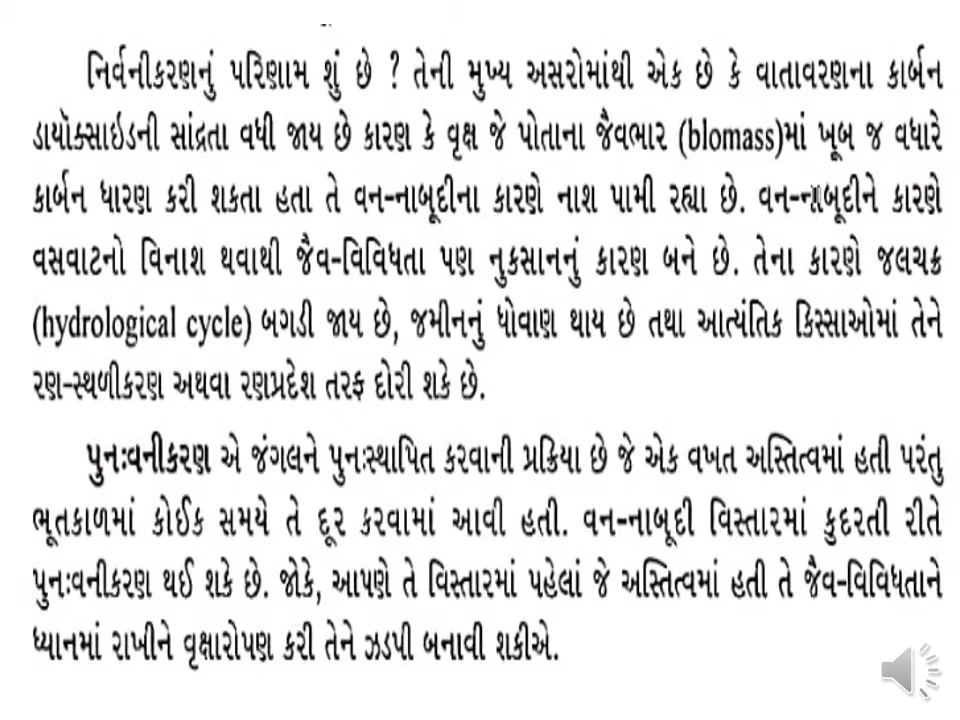 નિર્વનીકરણનું પરિણામ શું છે ? તેની મુખ્ય અસરોમાંથી એક છે કે વાતાવરણના કાર્બન
ડાયૉક્સાઇડની સાંદ્રતા વધી જાય છે કારણ કે વૃક્ષ જે પોતાના જૈવભાર (blomass)માં ખૂબ જ વધારે
કાર્બન ધારણ કરી શકતા હતા તે વન-નાબૂદીના કારણે નાશ પામી રહ્યા છે. વન-નાબૂદીને કારણે
વસવાટનો વિનાશ થવાથી જૈવ-વિવિધતા પણ નુકસાનનું કારણ બને છે. તેના કારણે જલચક્ર
(hydrological cycle) બગડી જાય છે, જમીનનું ધોવાણ થાય છે તથા આત્યંતિક કિસ્સાઓમાં તેને
રણ-સ્થળીકરણ અથવા રણપ્રદેશ તરફ દોરી શકે છે.
પુનઃવનીકરણ એ જંગલને પુનઃસ્થાપિત કરવાની પ્રક્રિયા છે જે એક વખત અસ્તિત્વમાં હતી પરંતુ
ભૂતકાળમાં કોઈક સમયે તે દૂર કરવામાં આવી હતી. વન-નાબૂદી વિસ્તારમાં કુદરતી રીતે
પુનઃવનીકરણ થઈ શકે છે. જોકે, આપણે તે વિસ્તારમાં પહેલાં જે અસ્તિત્વમાં હતી તે જૈવ-વિવિધતાને
ધ્યાનમાં રાખીને વૃક્ષારોપણ કરી તેને ઝડપી બનાવી શકીએ.